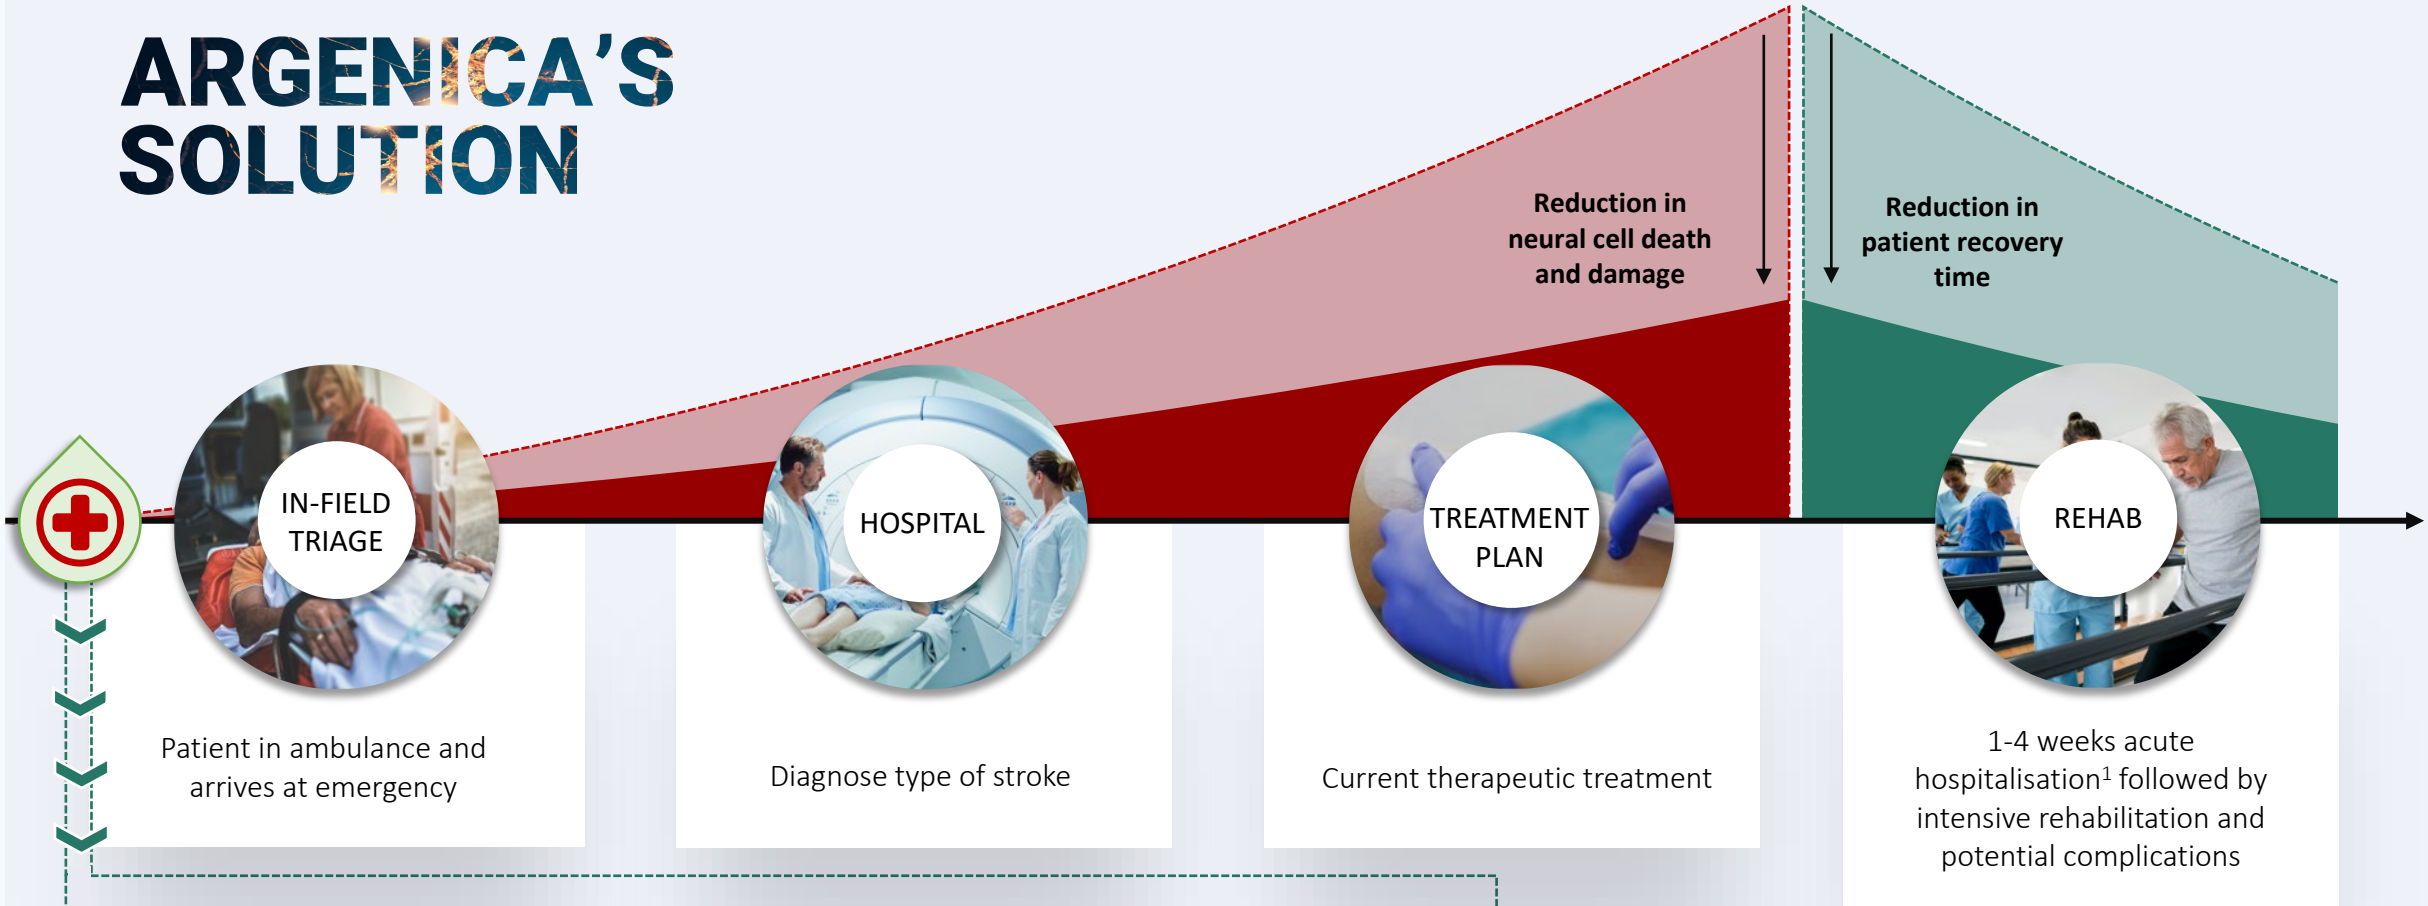 ARGENICA'S
SOLUTION
Reduction in
neural cell death
and damage
Reduction in
patient recovery
time
IN-FIELD
TRIAGE
HOSPITAL
TREATMENT
PLAN
REHAB
Patient in ambulance and
arrives at emergency
Diagnose type of stroke
Current therapeutic treatment
1-4 weeks acute
hospitalisation¹ followed by
intensive rehabilitation and
potential complications